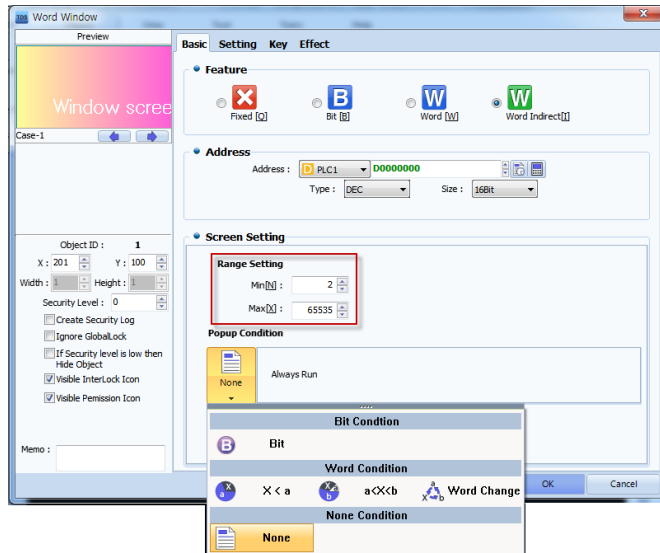 Word Window
Preview
Window scree
Case-1
Object ID : 1
X : 201 Y : 100
Width : 1 Height : 1
Security Level : 0
Create Security Log
Ignore GlobalLock
If Security level is low then
Hide Object
Visible InterLock Icon
Visible Pemission Icon
Memo :
Basic Setting Key Effect
Feature
X B W W
Fixed [O] Bit [B] Word [W] Word Indirect[I]
Address
Address : D PLC1 D0000000
Type : DEC Size : 16Bit
Screen Setting
Range Setting
Min[N] : 2
Max[X] : 65535
Popup Condition
None
Always Run
Bit Condtion
B Bit
Word Condition
X < a a<X<b Word Change
None Condition
None
OK Cancel